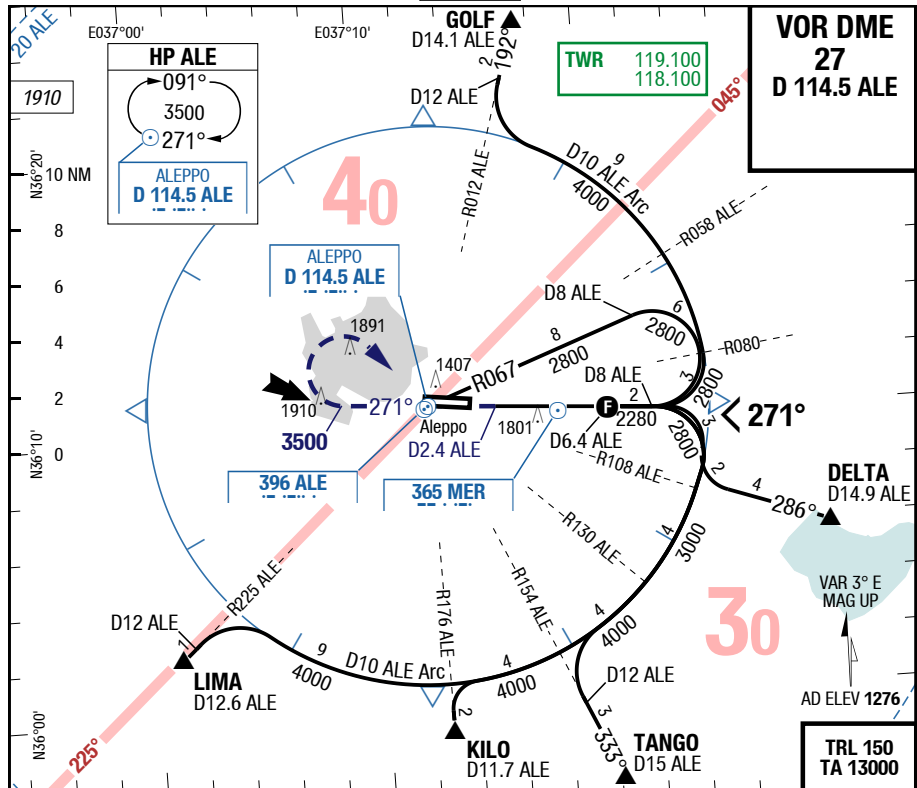 20 ALE
E037°00'
E037°10'
GOLF
D14.1 ALE
192°
2
D12 ALE
TWR 119.100
118.100
VOR DME
27
D 114.5 ALE
HP ALE
091°
3500
271°
ALEPPO
D 114.5 ALE
1910
N36°20'
10 NM
8
6
4
2
0
N36°10'
N36°00'
40
30
045°
225°
R012 ALE
9
D10 ALE Arc
4000
R058 ALE
ALEPPO
D 114.5 ALE
D8 ALE
6
2800
8
2800
R067
R080
3
2800
1891
1407
1910
271°
3500
Aleppo
D2.4 ALE
1801
D6.4 ALE
F
D8 ALE
2
2280
2800
3
271°
396 ALE
365 MER
R108 ALE
2
4
286°
DELTA
D14.9 ALE
R130 ALE
4
3000
R154 ALE
R176 ALE
R225 ALE
VAR 3° E
MAG UP
AD ELEV 1276
D12 ALE
1
LIMA
D12.6 ALE
9
D10 ALE Arc
4000
4
4000
4
4000
2
KILO
D11.7 ALE
D12 ALE
3
333°
TANGO
D15 ALE
TRL 150
TA 13000